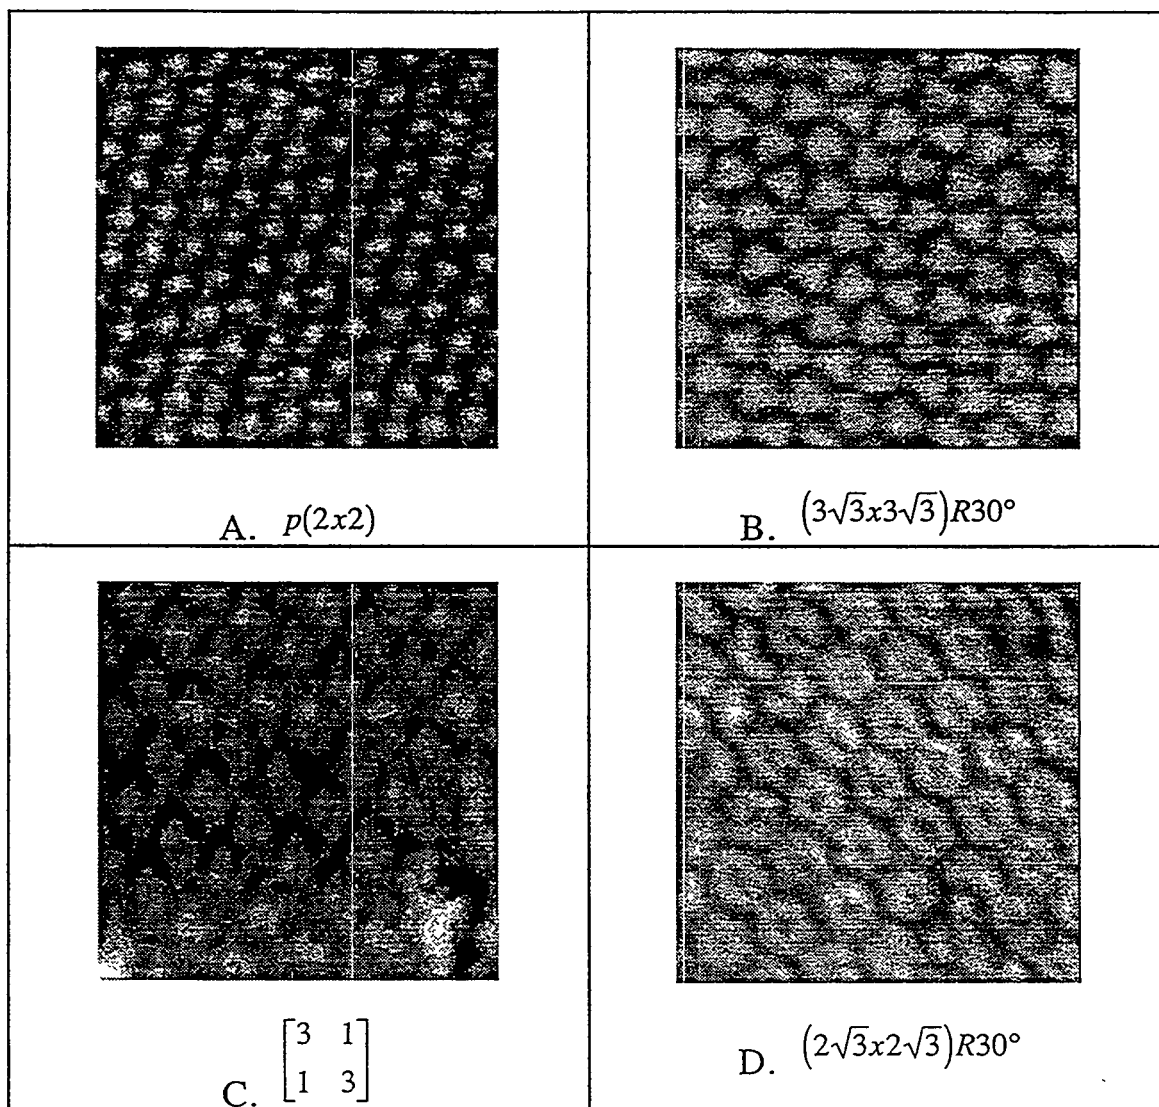 A. p(2x2)
B. (3√3x3√3)R30°
C. [3 1
1 3]
D. (2√3x2√3)R30°